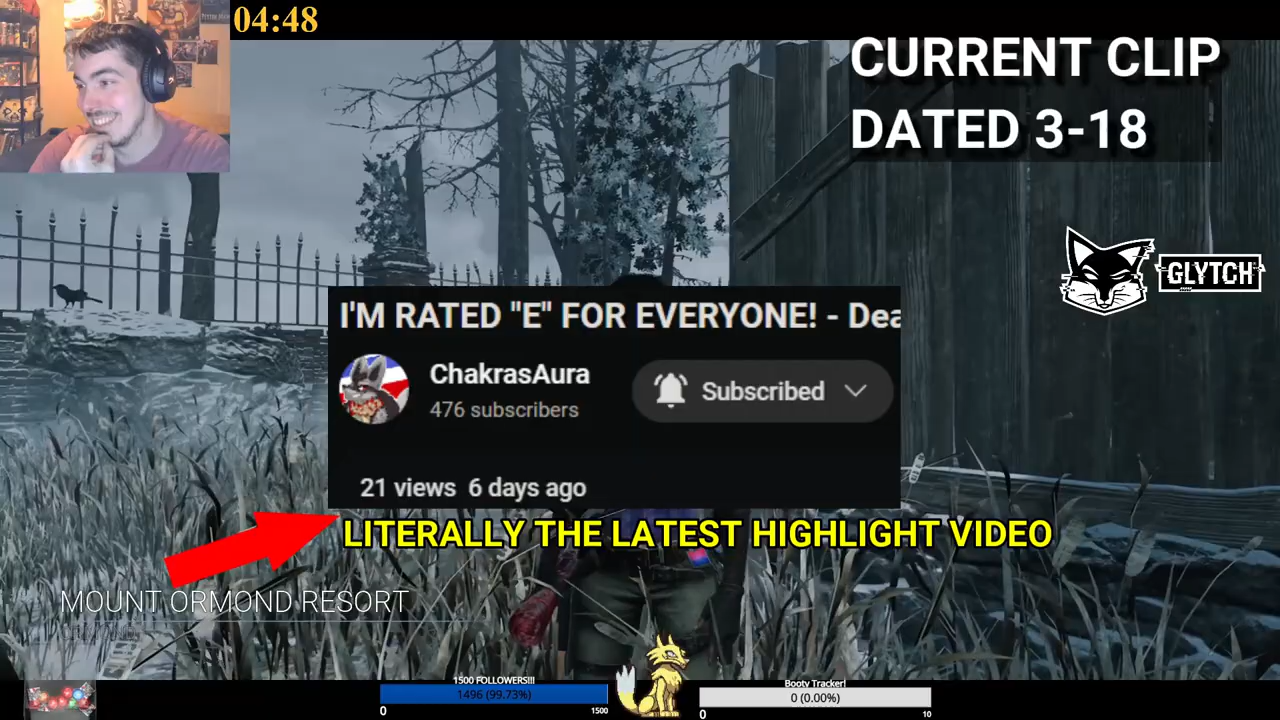 04:48
CURRENT CLIP
DATED 3-18
GLYTCH
I'M RATED "E" FOR EVERYONE! - Dea
ChakrasAura
476 subscribers
Subscribed
21 views 6 days ago
LITERALLY THE LATEST HIGHLIGHT VIDEO
MOUNT ORMOND RESORT
1500 FOLLOWERS!!!
1496 (99.73%)
0
1500
Booty Tracker!
0 (0.00%)
0
10